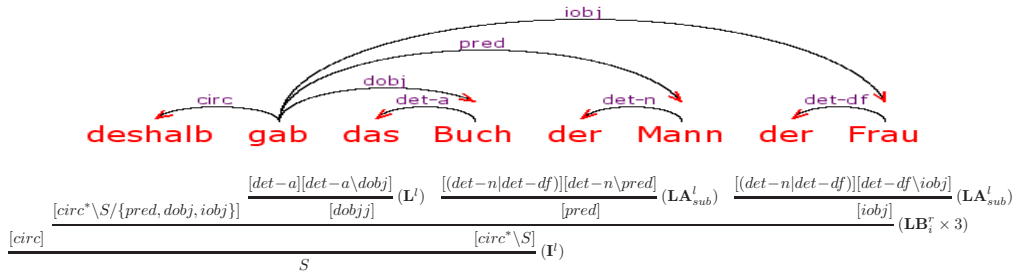 iobj
pred
dobj
circ det-a det-n det-df
deshalb gab das Buch der Mann der Frau
[det−a][det−a\dobj] (L^l) [(det−n|det−df)][det−n\pred] (LA^l_sub) [(det−n|det−df)][det−df\iobj] (LA^l_sub)
[circ*\S/{pred, dobj, iobj}] [dobjj] [pred] [iobj] (LB^r_i × 3)
[circ] [circ*\S] (I^l)
S